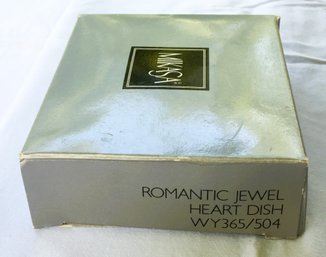 MIKASA
ROMANTIC JEWEL
HEART DISH
WY365/504